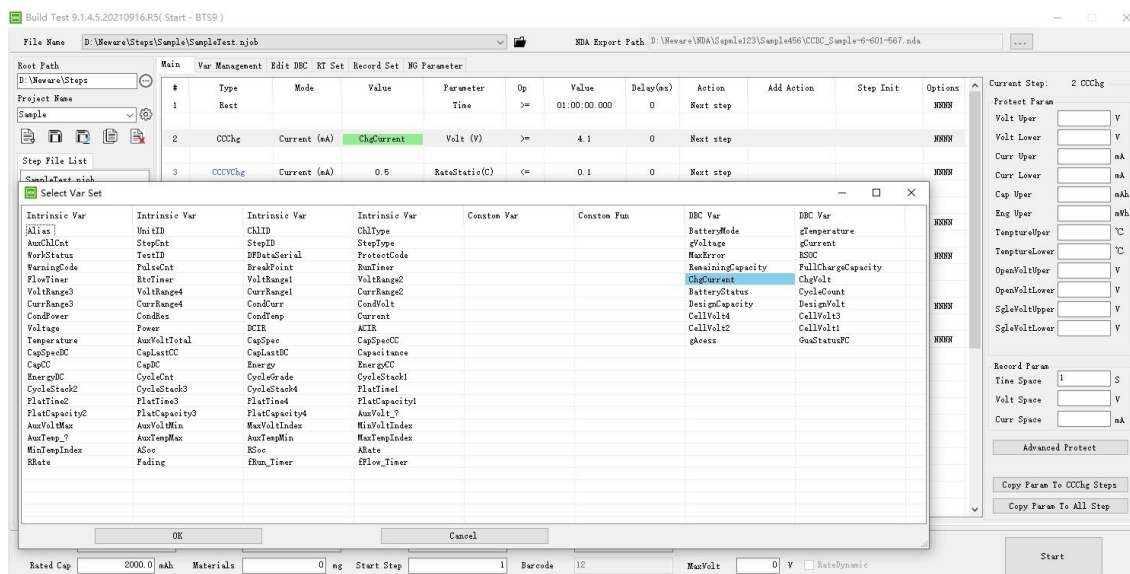 Build Test 9.1.4.5.20210916.R5( Start - BTS9 )
File Name D:\Neware\Steps\Sample\SampleTest.njob NDA Export Path D:\Neware\NDA\Sapmle123\Sample456\CCDC_Sample-6-601-567.nda ...
Root Path
D:\Neware\Steps
Project Name
Sample
Step File List
SampleTest.njob
Main Var Management Edit DBC RT Set Record Set NG Parameter
# Type Mode Value Parameter Op Value Delay(ms) Action Add Action Step Init Options
1 Rest Time >= 01:00:00.000 0 Next step NNNN
2 CCChg Current (mA) ChgCurrent Volt (V) >= 4.1 0 Next step NNNN
3 CCCVChg Current (mA) 0.5 RateStatic(C) <= 0.1 0 Next step NNNN
NNNN
NNNN
NNNN
NNNN
Select Var Set
Intrinsic Var Intrinsic Var Intrinsic Var Intrinsic Var Constom Var Constom Fun DBC Var DBC Var
Alias UnitID ChlID ChlType BatteryMode gTemperature
AuxChlCnt StepCnt StepID StepType gVoltage gCurrent
WorkStatus TestID DFDataSerial ProtectCode MaxError RSOC
WarningCode PulseCnt BreakPoint RunTimer RemainingCapacity FullChargeCapacity
FlowTimer RtcTimer VoltRange1 VoltRange2 ChgCurrent ChgVolt
VoltRange3 VoltRange4 CurrRange1 CurrRange2 BatteryStatus CycleCount
CurrRange3 CurrRange4 CondCurr CondVolt DesignCapacity DesignVolt
CondPower CondRes CondTemp Current CellVolt4 CellVolt3
Voltage Power DCIR ACIR CellVolt2 CellVolt1
Temperature AuxVoltTotal CapSpec CapSpecCC gAcess GuaStatusFC
CapSpecDC CapLastCC CapLastDC Capacitance
CapCC CapDC Energy EnergyCC
EnergyDC CycleCnt CycleGrade CycleStack1
CycleStack2 CycleStack3 CycleStack4 PlatTime1
PlatTime2 PlatTime3 PlatTime4 PlatCapacity1
PlatCapacity2 PlatCapacity3 PlatCapacity4 AuxVolt_?
AuxVoltMax AuxVoltMin MaxVoltIndex MinVoltIndex
AuxTemp_? AuxTempMax AuxTempMin MaxTempIndex
MinTempIndex ASoc RSoc ARate
RRate Fading fRun_Timer fFlow_Timer
OK Cancel
Current Step: 2 CCChg
Protect Param
Volt Uper V
Volt Lower V
Curr Uper mA
Curr Lower mA
Cap Uper mAh
Eng Uper mWh
TemptureUper ℃
TemptureLower ℃
OpenVoltUper V
OpenVoltLower V
SgleVoltUpper V
SgleVoltLower V
Record Param
Time Space 1 S
Volt Space V
Curr Space mA
Advanced Protect
Copy Param To CCChg Steps
Copy Param To All Step
Rated Cap 2000.0 mAh Materials 0 mg Start Step 1 Barcode 12 MaxVolt 0 V RateDynamic
Start